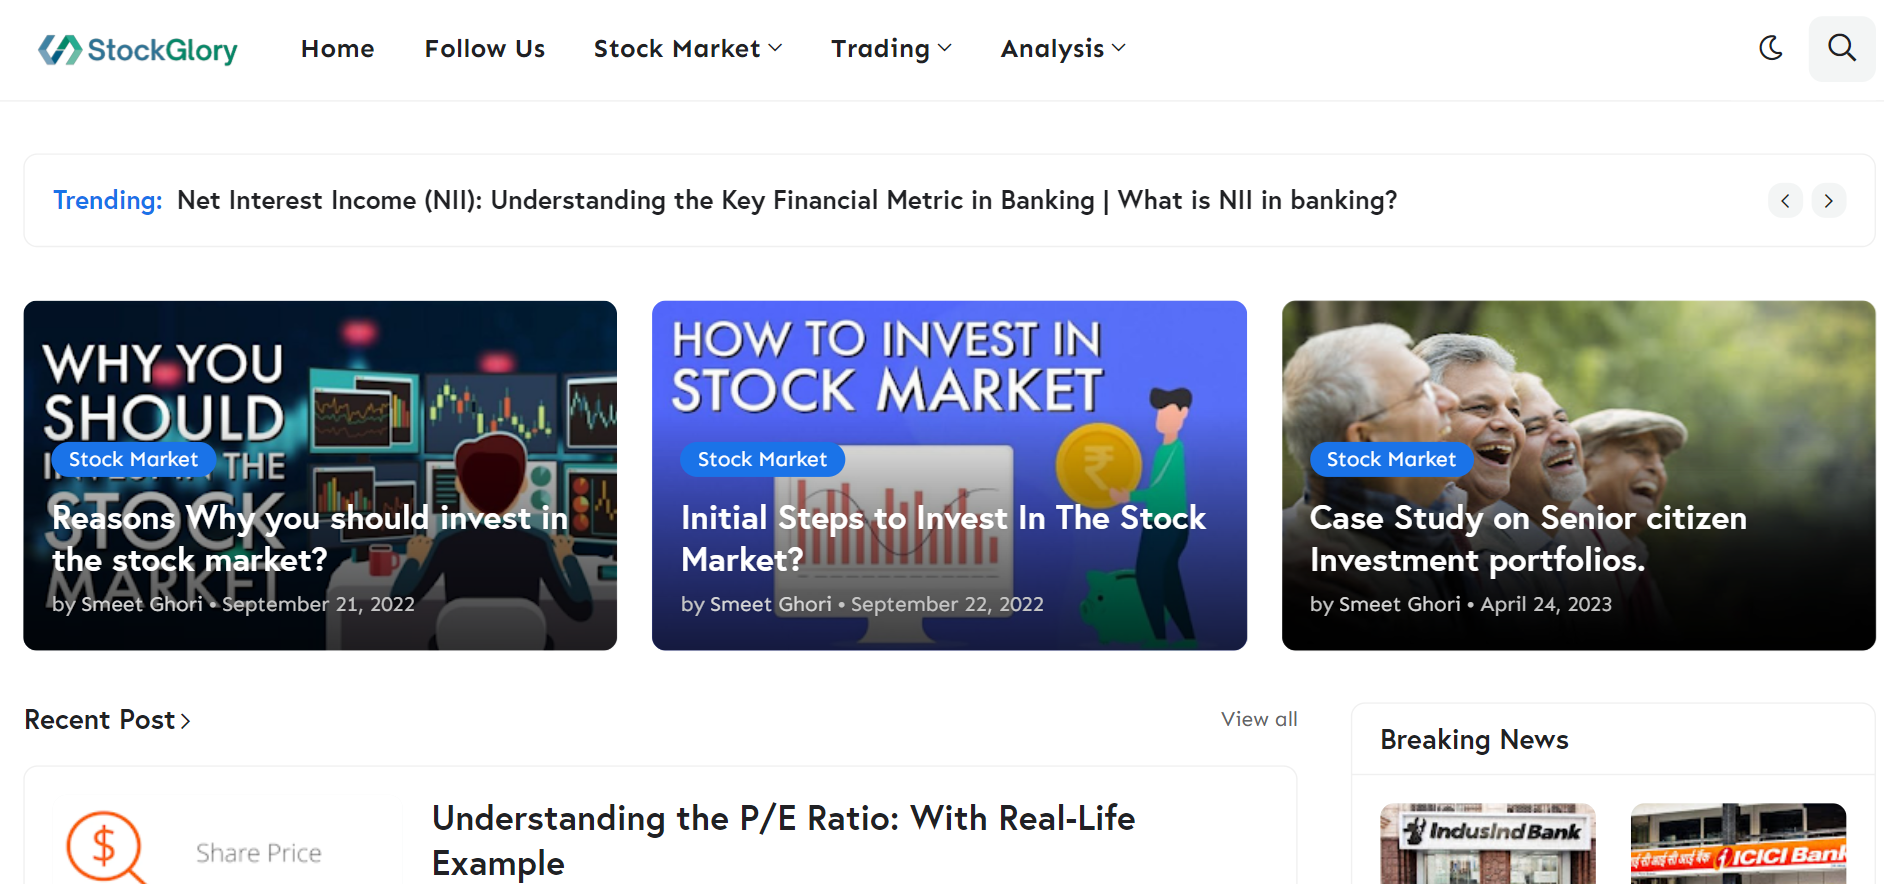 StockGlory
Home
Follow Us
Stock Market
Trading
Analysis
Trending: Net Interest Income (NII): Understanding the Key Financial Metric in Banking | What is NII in banking?
WHY YOU
SHOULD
THE
STOCK
MARKET
Stock Market
Reasons Why you should invest in
the stock market?
by Smeet Ghori • September 21, 2022
HOW TO INVEST IN
STOCK MARKET
₹
Stock Market
Initial Steps to Invest In The Stock
Market?
by Smeet Ghori • September 22, 2022
Stock Market
Case Study on Senior citizen
Investment portfolios.
by Smeet Ghori • April 24, 2023
Recent Post
View all
$
Share Price
Understanding the P/E Ratio: With Real-Life
Example
Breaking News
IndusInd Bank
आई सी आई सी आई बैंक ICICI Bank